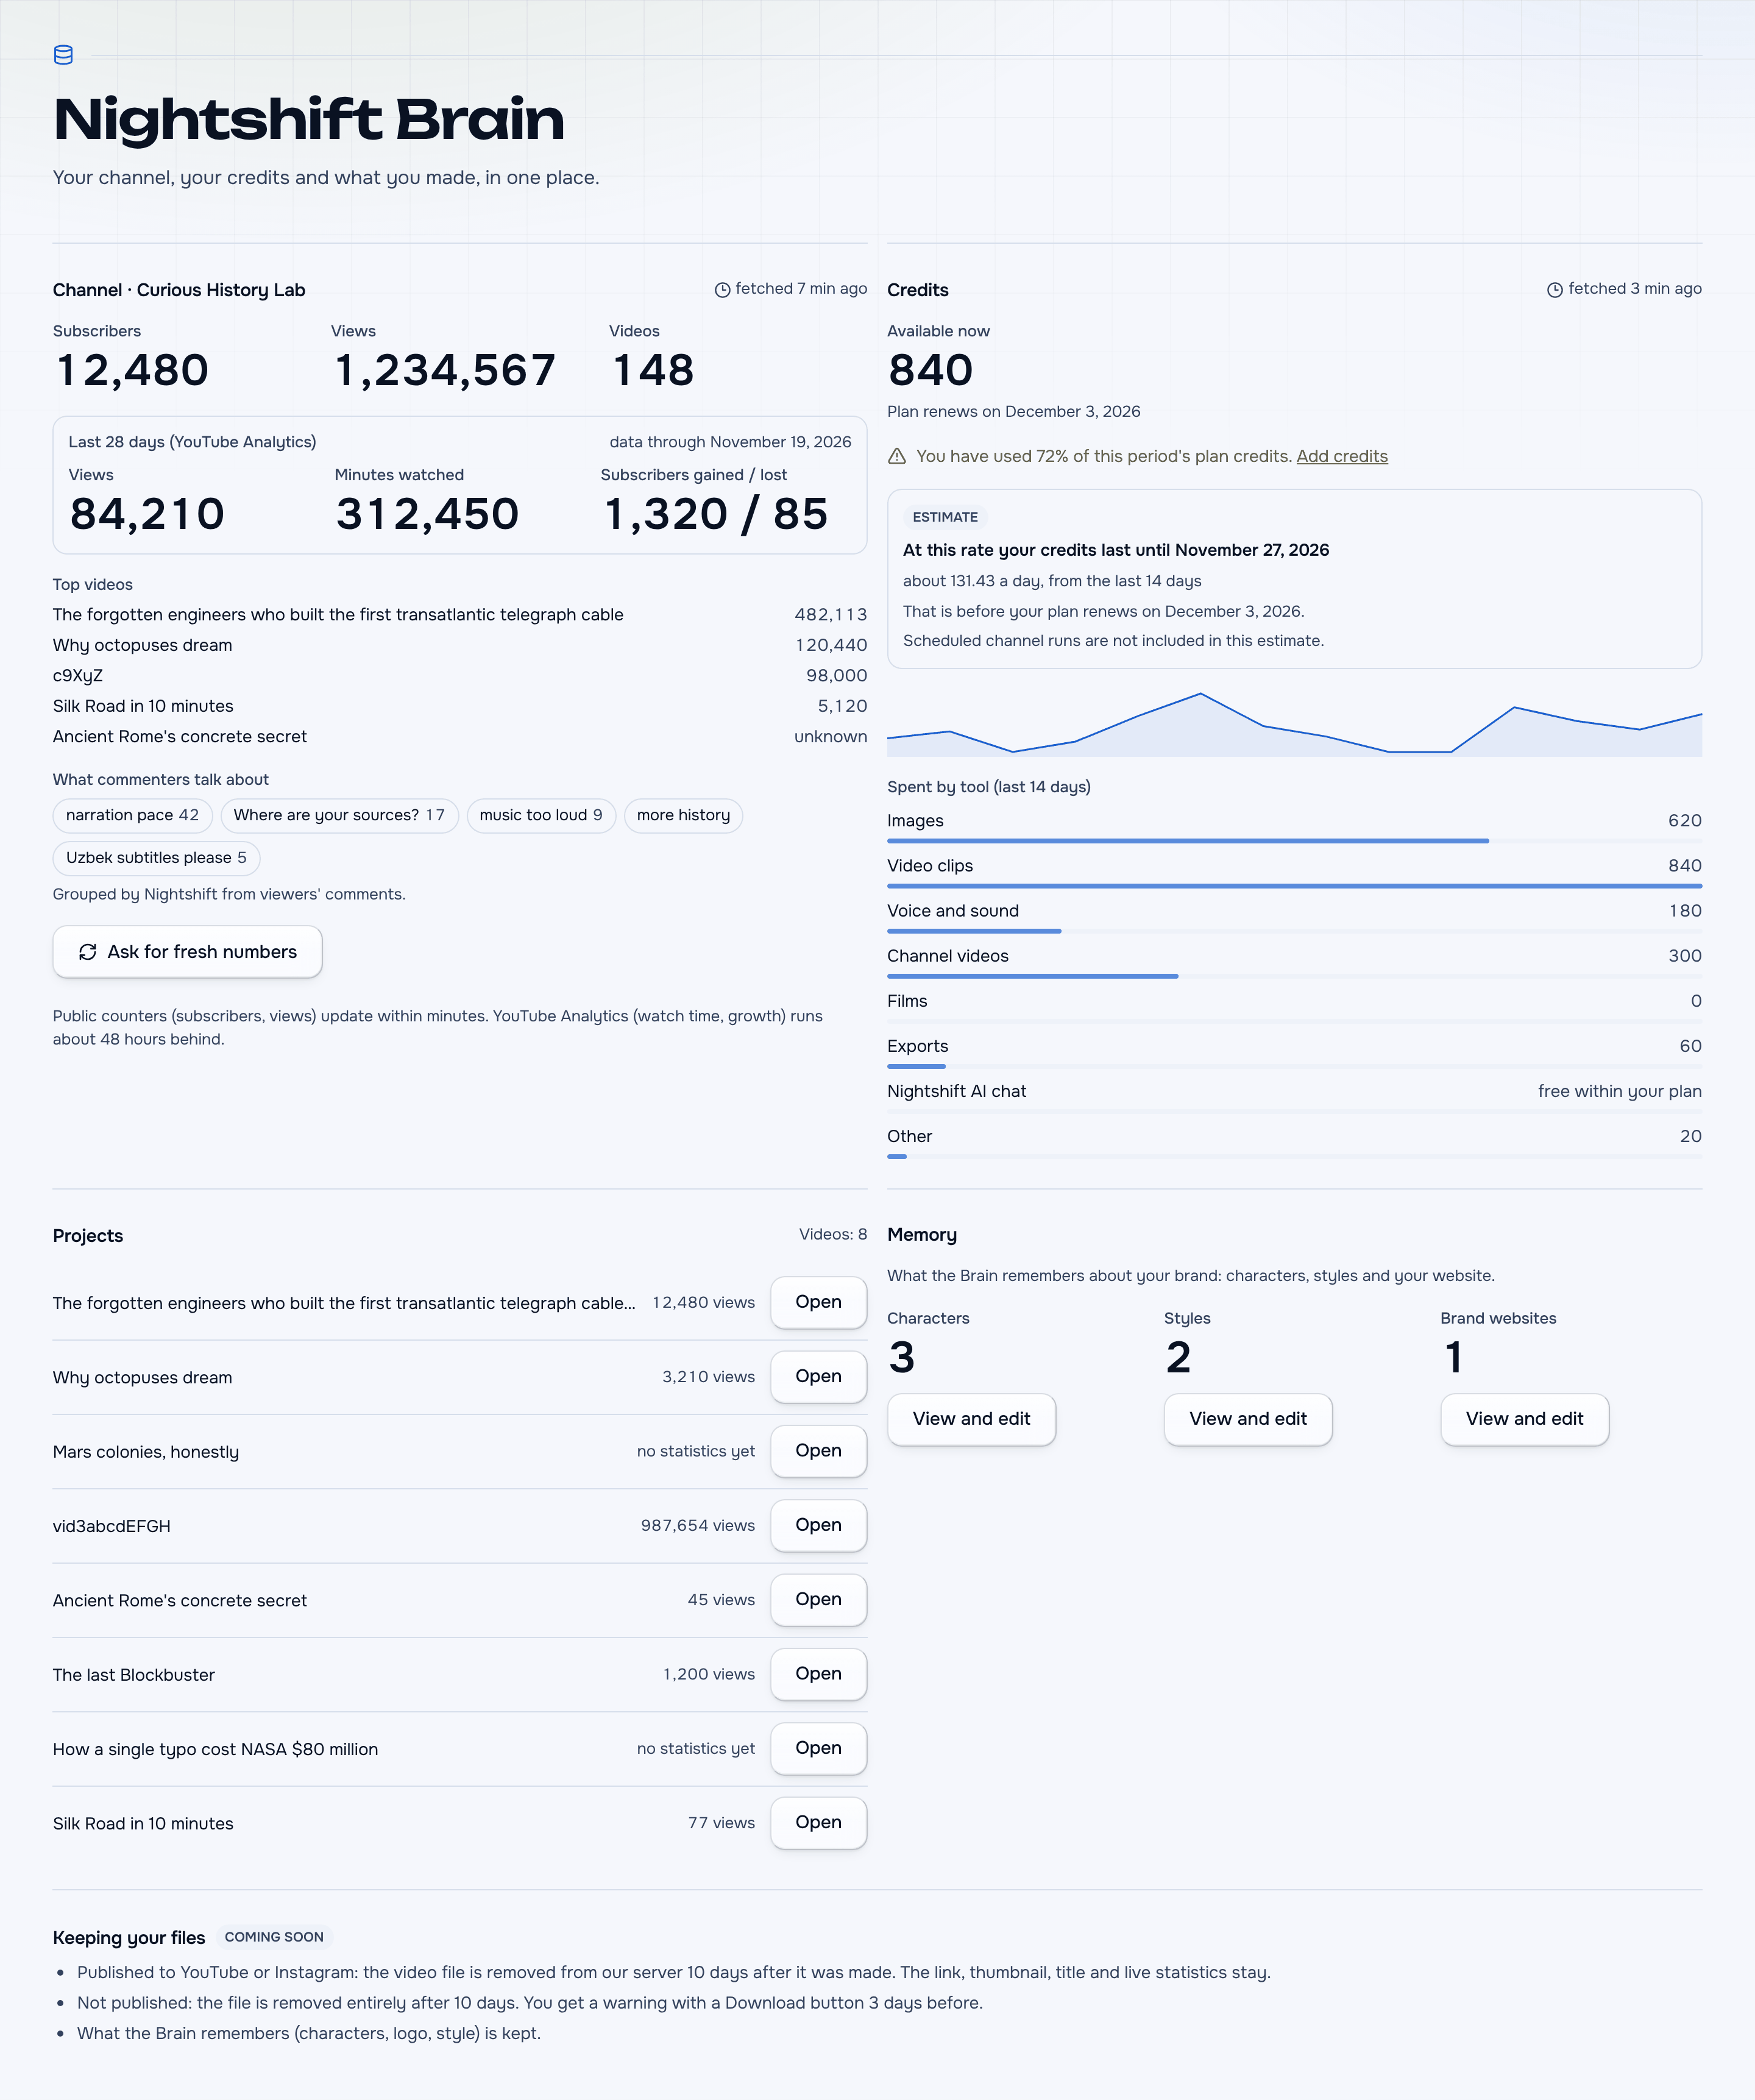 Nightshift Brain
Your channel, your credits and what you made, in one place.
Channel · Curious History Lab
fetched 7 min ago
Subscribers
12,480
Views
1,234,567
Videos
148
Last 28 days (YouTube Analytics)
data through November 19, 2026
Views
84,210
Minutes watched
312,450
Subscribers gained / lost
1,320 / 85
Top videos
The forgotten engineers who built the first transatlantic telegraph cable 482,113
Why octopuses dream 120,440
c9XyZ 98,000
Silk Road in 10 minutes 5,120
Ancient Rome's concrete secret unknown
What commenters talk about
narration pace 42
Where are your sources? 17
music too loud 9
more history
Uzbek subtitles please 5
Grouped by Nightshift from viewers' comments.
Ask for fresh numbers
Public counters (subscribers, views) update within minutes. YouTube Analytics (watch time, growth) runs
about 48 hours behind.
Credits
fetched 3 min ago
Available now
840
Plan renews on December 3, 2026
You have used 72% of this period's plan credits. Add credits
ESTIMATE
At this rate your credits last until November 27, 2026
about 131.43 a day, from the last 14 days
That is before your plan renews on December 3, 2026.
Scheduled channel runs are not included in this estimate.
Spent by tool (last 14 days)
Images 620
Video clips 840
Voice and sound 180
Channel videos 300
Films 0
Exports 60
Nightshift AI chat free within your plan
Other 20
Projects
Videos: 8
The forgotten engineers who built the first transatlantic telegraph cable... 12,480 views Open
Why octopuses dream 3,210 views Open
Mars colonies, honestly no statistics yet Open
vid3abcdEFGH 987,654 views Open
Ancient Rome's concrete secret 45 views Open
The last Blockbuster 1,200 views Open
How a single typo cost NASA $80 million no statistics yet Open
Silk Road in 10 minutes 77 views Open
Memory
What the Brain remembers about your brand: characters, styles and your website.
Characters
3
View and edit
Styles
2
View and edit
Brand websites
1
View and edit
Keeping your files COMING SOON
• Published to YouTube or Instagram: the video file is removed from our server 10 days after it was made. The link, thumbnail, title and live statistics stay.
• Not published: the file is removed entirely after 10 days. You get a warning with a Download button 3 days before.
• What the Brain remembers (characters, logo, style) is kept.